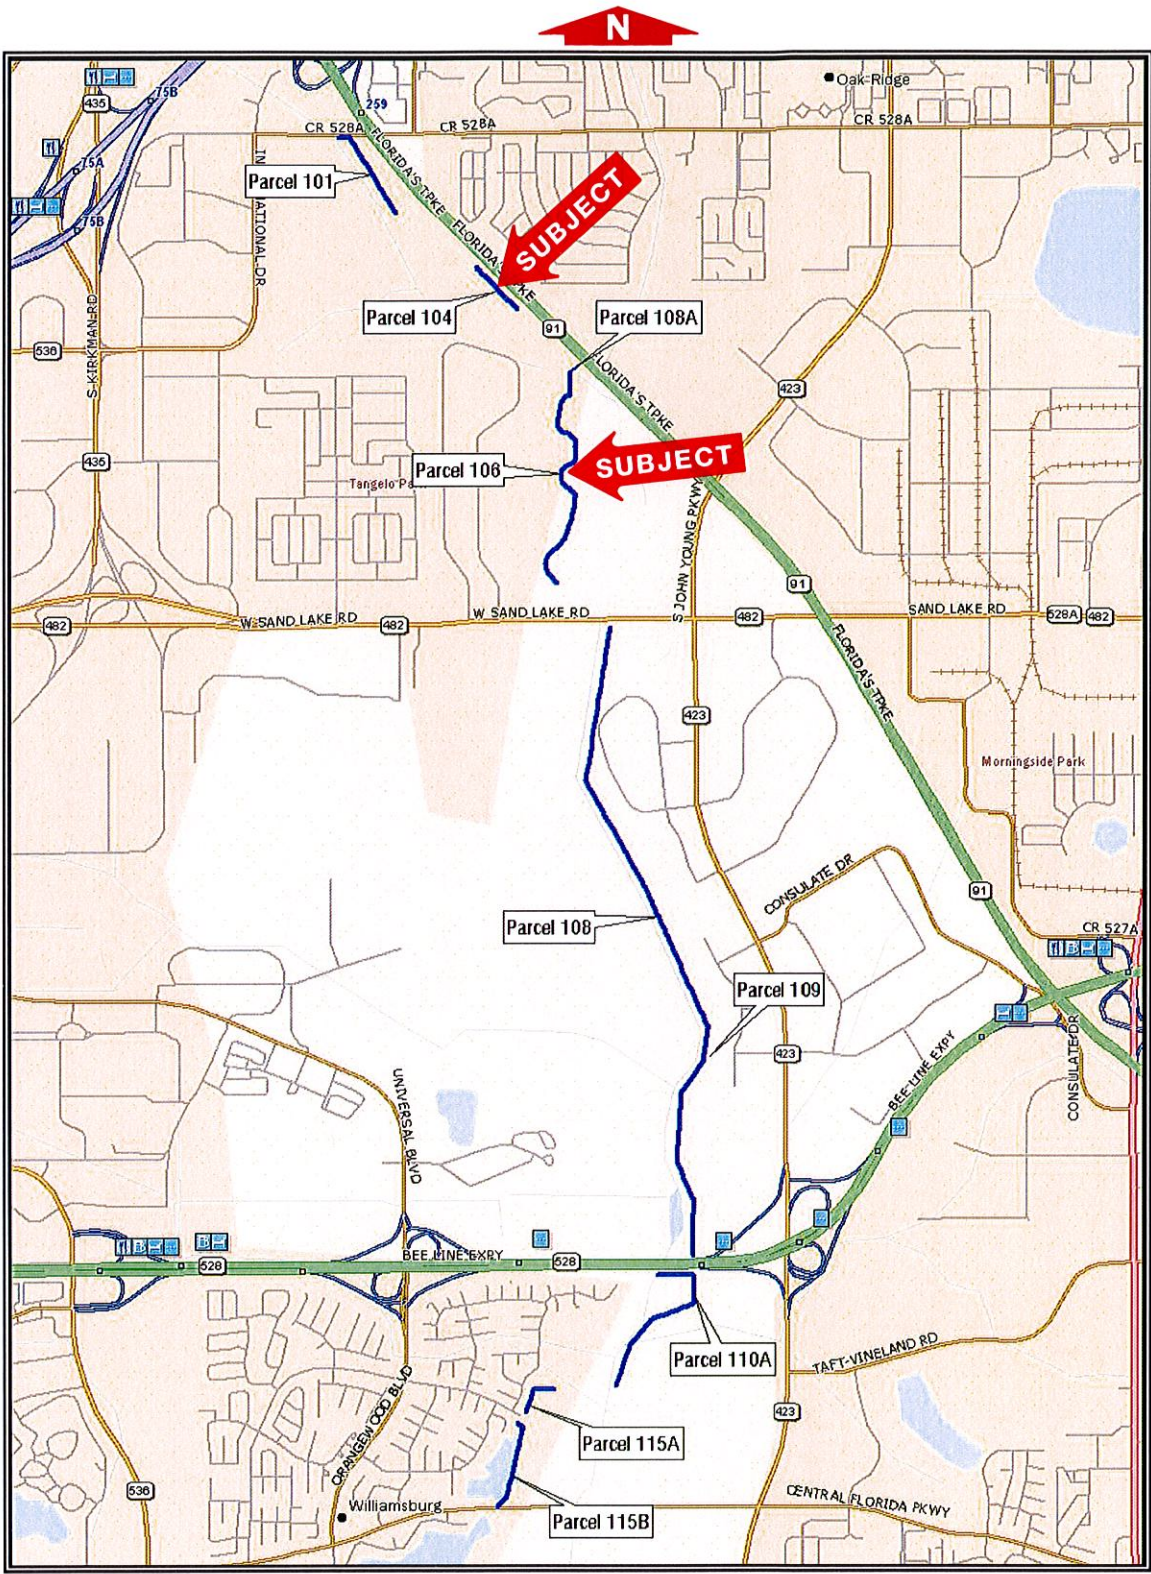 N
Oak Ridge
75B
435
259
CR 528A
CR 528A
CR 528A
FLORIDA'S TPKE
FLORIDA'S TPKE
75A
Parcel 101
SUBJECT
75B
S KIRKMAN RD
Parcel 104
Parcel 108A
91
536
FLORIDA'S TPKE
423
435
Parcel 106
SUBJECT
S JOHN YOUNG PKWY
91
W SAND LAKE RD
482
W SAND LAKE RD
482
482
SAND LAKE RD
528A
482
FLORIDA'S TPKE
423
Morningside Park
CONSULATE DR
91
Parcel 108
CR 527A
Parcel 109
423
BEE LINE EXPY
CONSULATE DR
UNIVERSAL BLVD
BEE LINE EXPY
528
528
Parcel 110A
TAFT-VINELAND RD
423
ORANGEWOOD BLVD
Parcel 115A
536
Williamsburg
Parcel 115B
CENTRAL FLORIDA PKWY